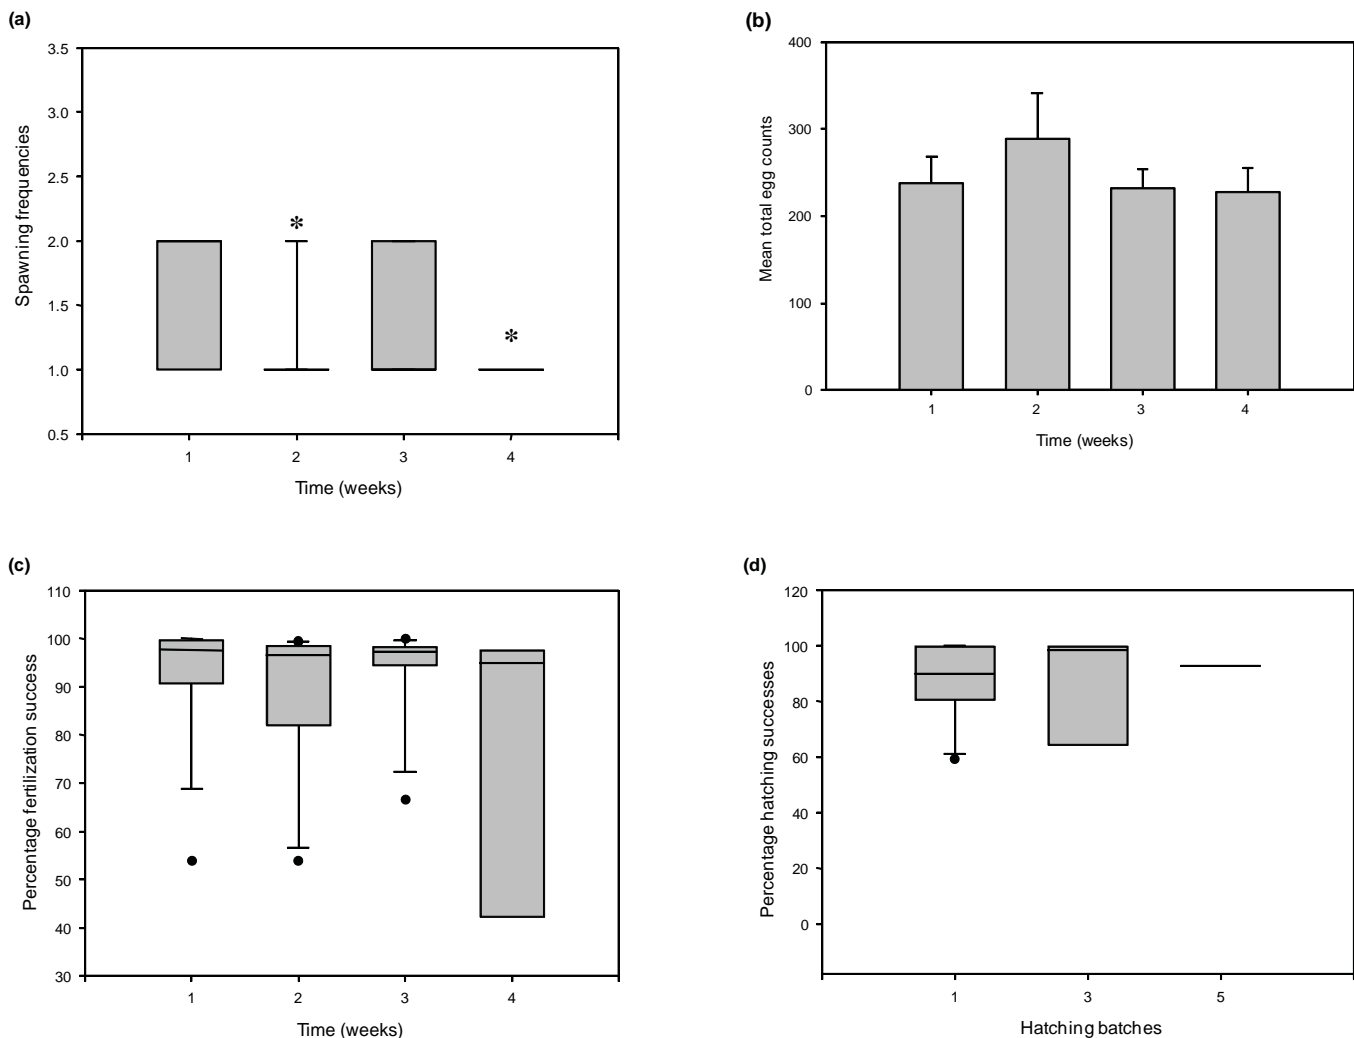 (a)
Spawning frequencies
3.5
3.0
2.5
2.0
1.5
1.0
0.5
*
*
1 2 3 4
Time (weeks)
(b)
Mean total egg counts
400
300
200
100
0
1 2 3 4
Time (weeks)
(c)
Percentage fertilization success
110
100
90
80
70
60
50
40
30
1 2 3 4
Time (weeks)
(d)
Percentage hatching successes
120
100
80
60
40
20
0
1 3 5
Hatching batches